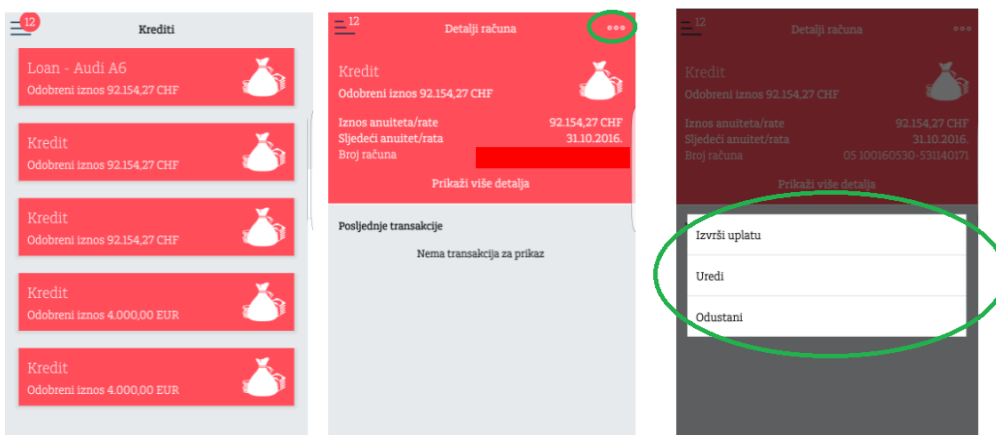 12
Krediti
Loan - Audi A6
Odobreni iznos 92.154,27 CHF
Kredit
Odobreni iznos 92.154,27 CHF
Kredit
Odobreni iznos 92.154,27 CHF
Kredit
Odobreni iznos 4.000,00 EUR
Kredit
Odobreni iznos 4.000,00 EUR
12
Detalji računa
Kredit
Odobreni iznos 92.154,27 CHF
Iznos anuiteta/rate 92.154,27 CHF
Sljedeći anuitet/rata 31.10.2016.
Broj računa
Prikaži više detalja
Posljednje transakcije
Nema transakcija za prikaz
12
Detalji računa
Kredit
Odobreni iznos 92.154,27 CHF
Iznos anuiteta/rate 92.154,27 CHF
Sljedeći anuitet/rata 31.10.2016.
Broj računa 05 100160530-531140171
Prikaži više detalja
Izvrši uplatu
Uredi
Odustani